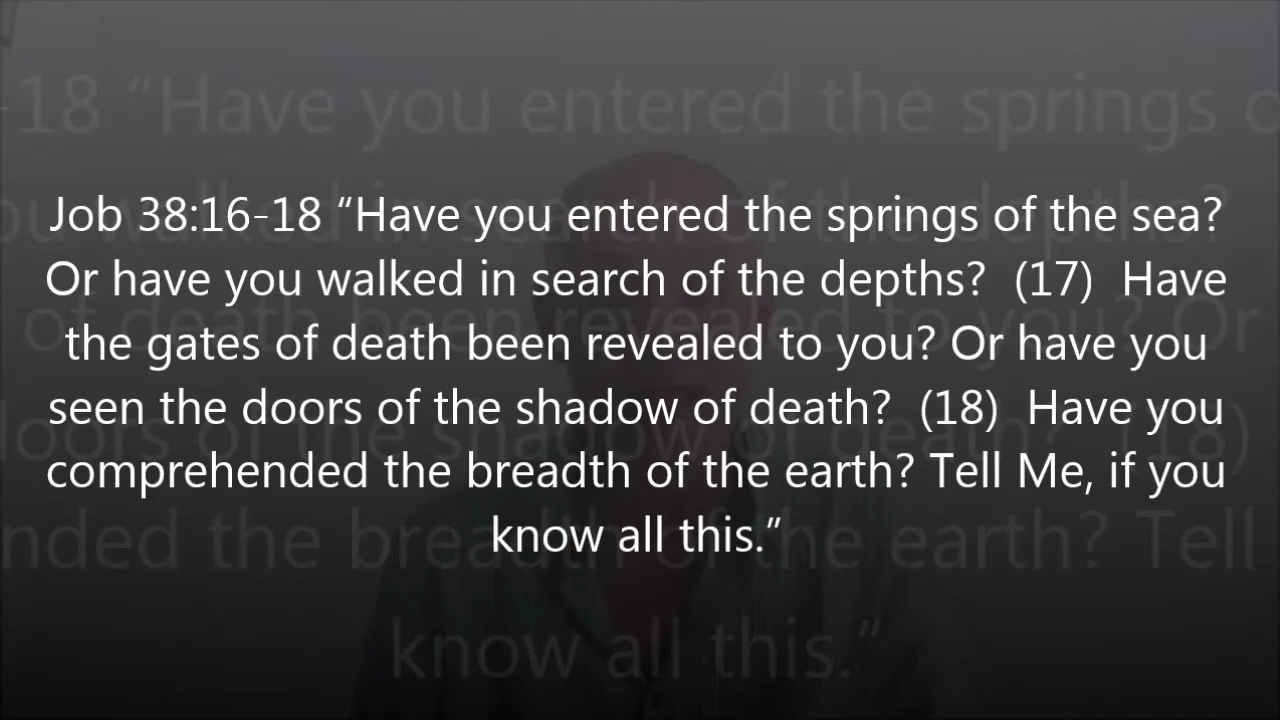 Job 38:16-18 “Have you entered the springs of the sea?
Or have you walked in search of the depths?  (17)  Have
the gates of death been revealed to you? Or have you
seen the doors of the shadow of death?  (18)  Have you
comprehended the breadth of the earth? Tell Me, if you
know all this.”